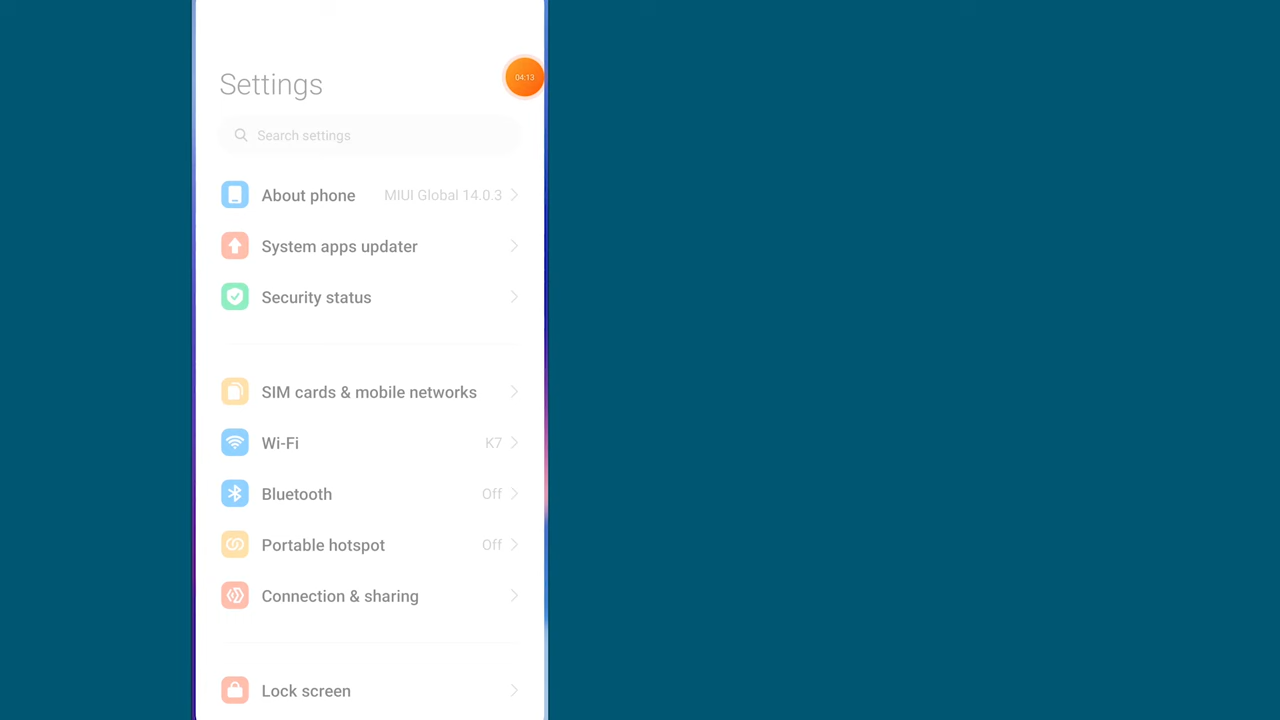 Settings
04:13
Search settings
About phone MIUI Global 14.0.3
System apps updater
Security status
SIM cards & mobile networks
Wi-Fi K7
Bluetooth Off
Portable hotspot Off
Connection & sharing
Lock screen